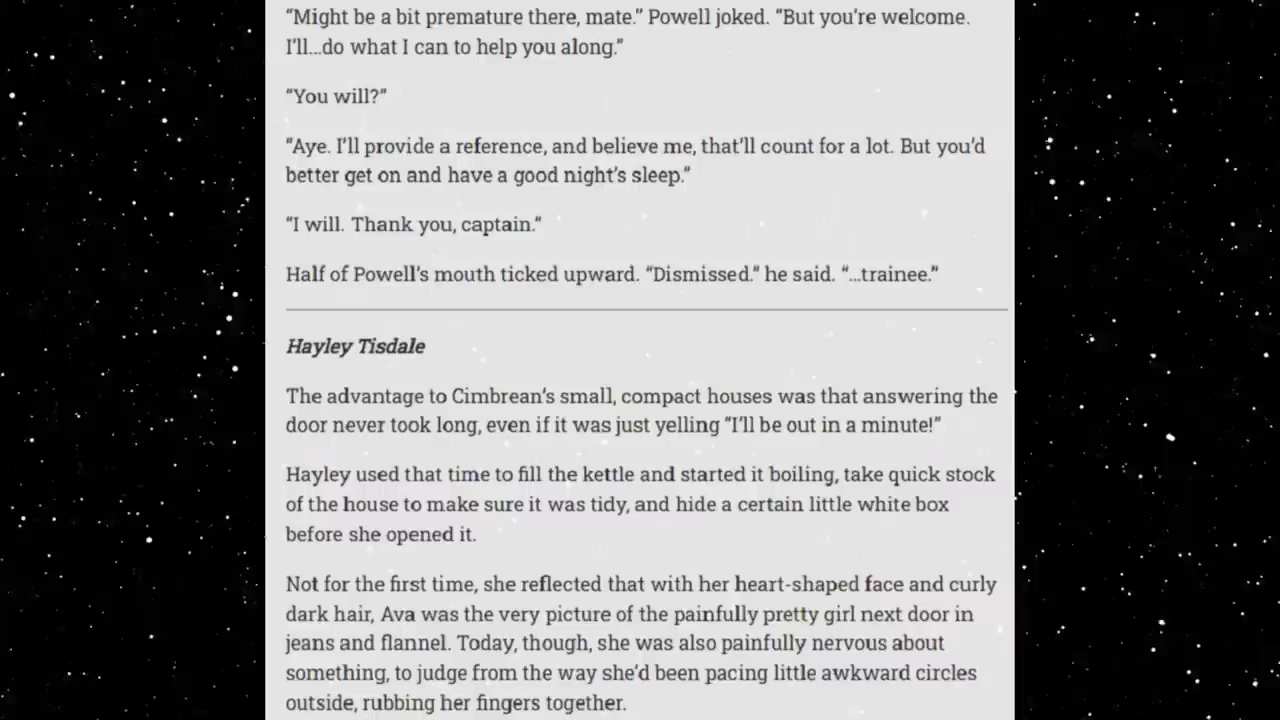 “Might be a bit premature there, mate.” Powell joked. “But you’re welcome.
I’ll...do what I can to help you along.”
“You will?”
“Aye. I’ll provide a reference, and believe me, that’ll count for a lot. But you’d
better get on and have a good night’s sleep.”
“I will. Thank you, captain.”
Half of Powell’s mouth ticked upward. “Dismissed.” he said. “...trainee.”
Hayley Tisdale
The advantage to Cimbrean’s small, compact houses was that answering the
door never took long, even if it was just yelling “I’ll be out in a minute!”
Hayley used that time to fill the kettle and started it boiling, take quick stock
of the house to make sure it was tidy, and hide a certain little white box
before she opened it.
Not for the first time, she reflected that with her heart-shaped face and curly
dark hair, Ava was the very picture of the painfully pretty girl next door in
jeans and flannel. Today, though, she was also painfully nervous about
something, to judge from the way she’d been pacing little awkward circles
outside, rubbing her fingers together.